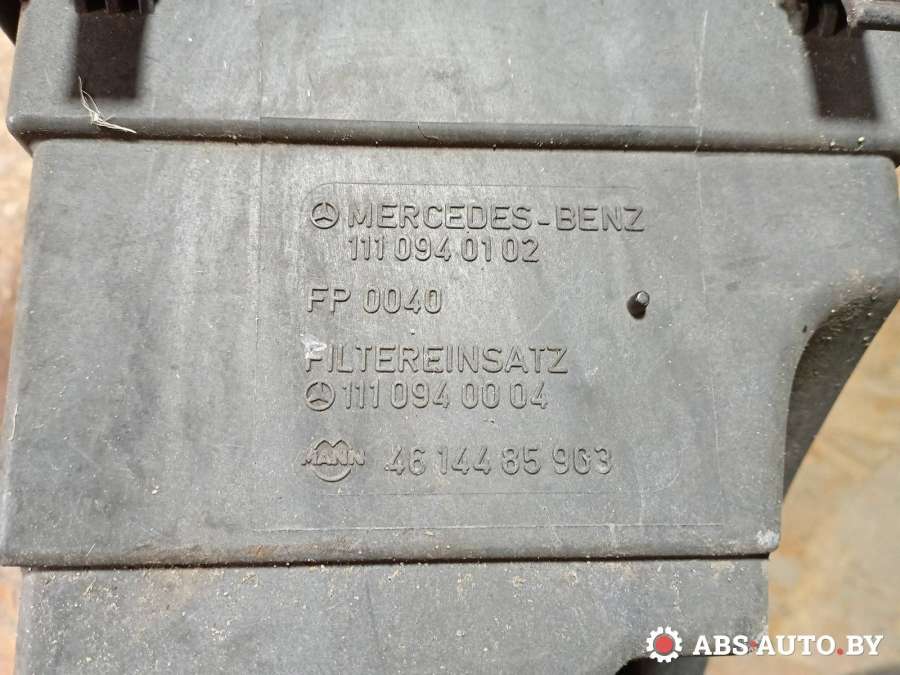 MERCEDES-BENZ
111 094 01 02
FP 0040
FILTEREINSATZ
111 094 00 04
MANN 46 144 85 903
ABS-AUTO.BY